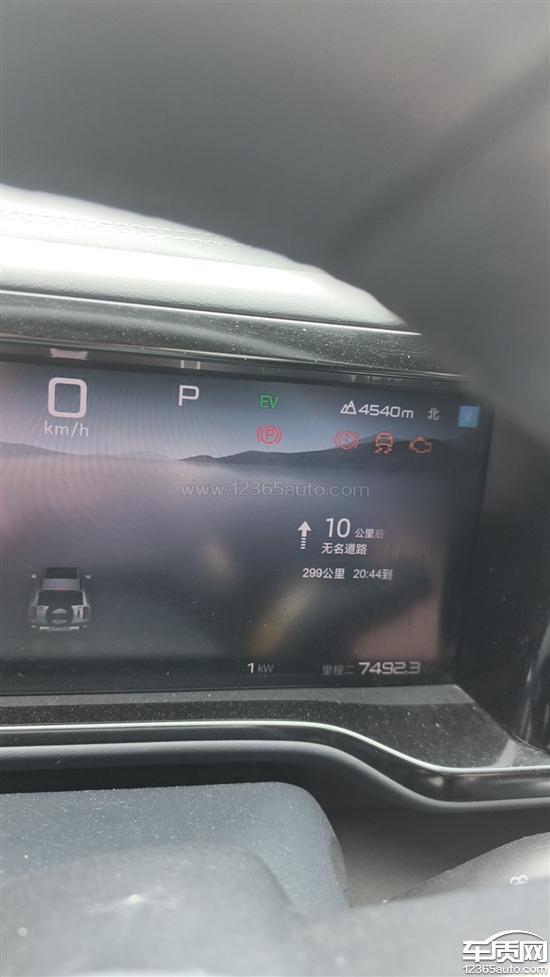 0
km/h
P
EV
4540m 北
www.12365auto.com
10 公里后
无名道路
299公里 20:44到
1 kW
里程二 7492.3
车质网
12365auto.com